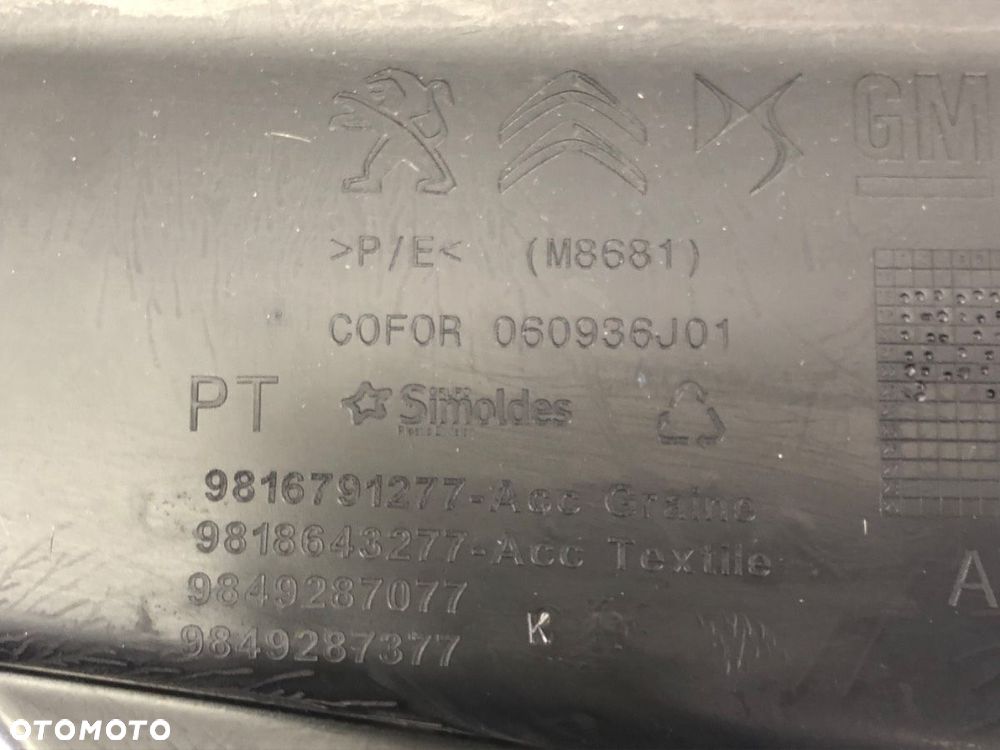 GM
>P/E< (M8681)
COFOR 060936J01
PT Simoldes
9816791277-Acc Graine
9818643277-Acc Textile
9849287077
9849287377 K
A
OTOMOTO